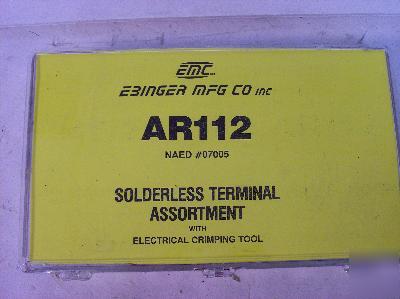 EMC
EBINGER MFG CO INC
AR112
NAED #07005
SOLDERLESS TERMINAL
ASSORTMENT
WITH
ELECTRICAL CRIMPING TOOL